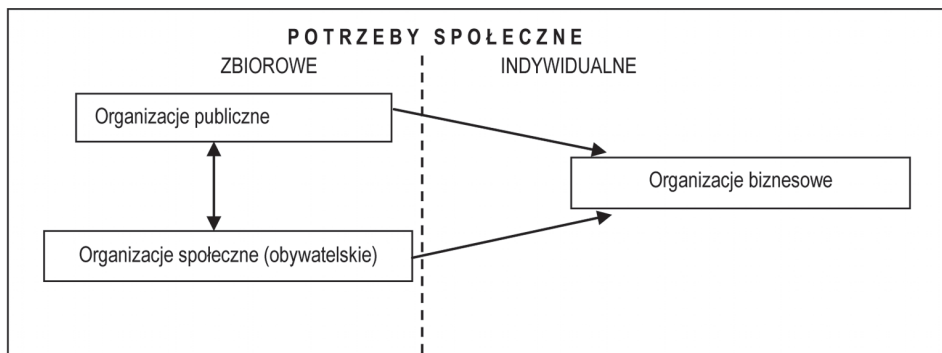 POTRZEBY SPOŁECZNE
ZBIOROWE
INDYWIDUALNE
Organizacje publiczne
Organizacje biznesowe
Organizacje społeczne (obywatelskie)